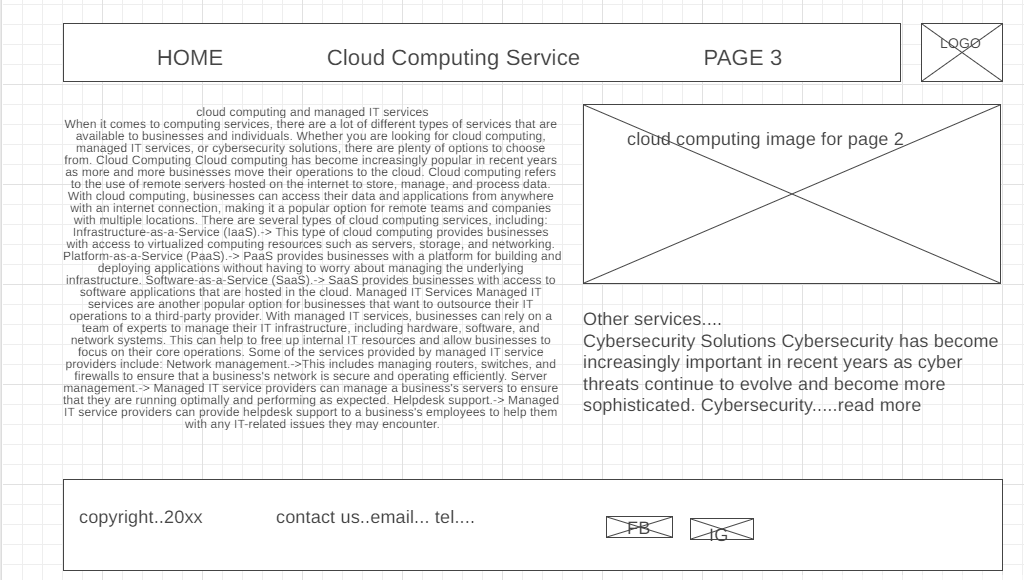 HOME Cloud Computing Service PAGE 3
LOGO
cloud computing and managed IT services
When it comes to computing services, there are a lot of different types of services that are
available to businesses and individuals. Whether you are looking for cloud computing,
managed IT services, or cybersecurity solutions, there are plenty of options to choose
from. Cloud Computing Cloud computing has become increasingly popular in recent years
as more and more businesses move their operations to the cloud. Cloud computing refers
to the use of remote servers hosted on the internet to store, manage, and process data.
With cloud computing, businesses can access their data and applications from anywhere
with an internet connection, making it a popular option for remote teams and companies
with multiple locations. There are several types of cloud computing services, including:
Infrastructure-as-a-Service (IaaS).-> This type of cloud computing provides businesses
with access to virtualized computing resources such as servers, storage, and networking.
Platform-as-a-Service (PaaS).-> PaaS provides businesses with a platform for building and
deploying applications without having to worry about managing the underlying
infrastructure. Software-as-a-Service (SaaS).-> SaaS provides businesses with access to
software applications that are hosted in the cloud. Managed IT Services Managed IT
services are another popular option for businesses that want to outsource their IT
operations to a third-party provider. With managed IT services, businesses can rely on a
team of experts to manage their IT infrastructure, including hardware, software, and
network systems. This can help to free up internal IT resources and allow businesses to
focus on their core operations. Some of the services provided by managed IT service
providers include: Network management.->This includes managing routers, switches, and
firewalls to ensure that a business's network is secure and operating efficiently. Server
management.-> Managed IT service providers can manage a business's servers to ensure
that they are running optimally and performing as expected. Helpdesk support.-> Managed
IT service providers can provide helpdesk support to a business's employees to help them
with any IT-related issues they may encounter.
cloud computing image for page 2
Other services....
Cybersecurity Solutions Cybersecurity has become
increasingly important in recent years as cyber
threats continue to evolve and become more
sophisticated. Cybersecurity.....read more
copyright..20xx contact us..email... tel.... FB IG